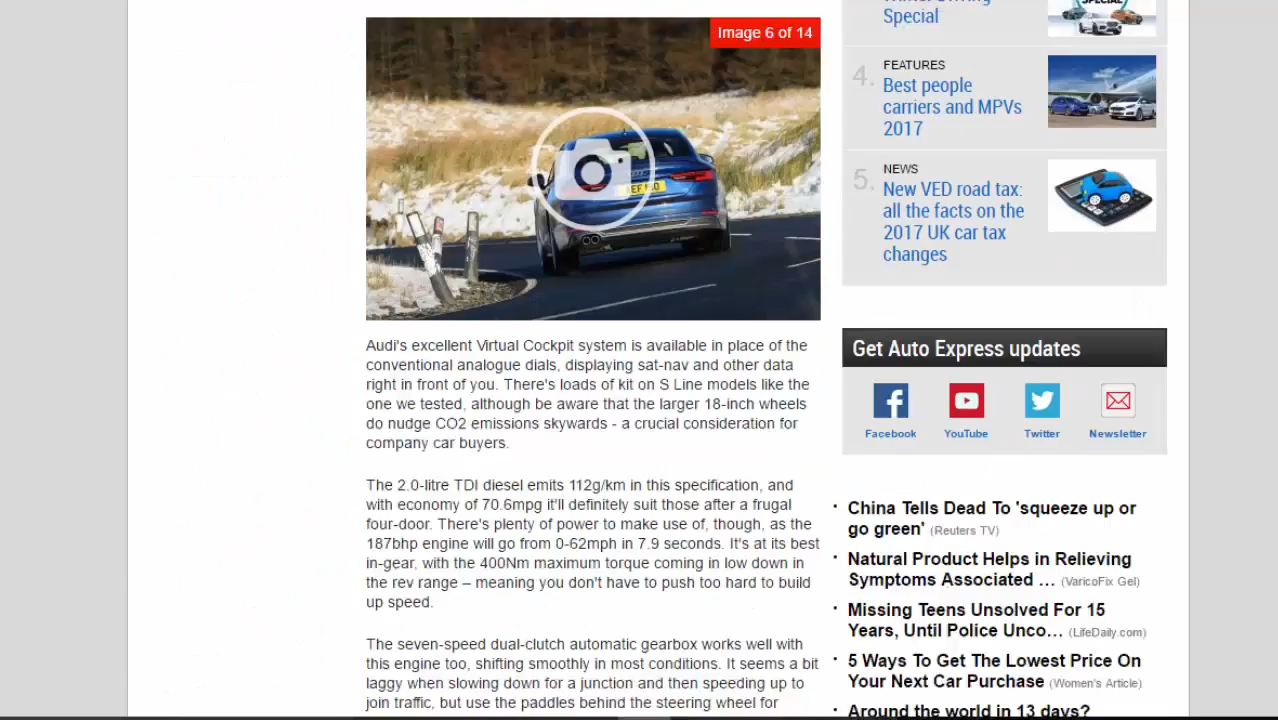 Special
Image 6 of 14
4.
FEATURES
Best people
carriers and MPVs
2017
5.
NEWS
New VED road tax:
all the facts on the
2017 UK car tax
changes
Audi's excellent Virtual Cockpit system is available in place of the
conventional analogue dials, displaying sat-nav and other data
right in front of you. There's loads of kit on S Line models like the
one we tested, although be aware that the larger 18-inch wheels
do nudge CO2 emissions skywards - a crucial consideration for
company car buyers.
The 2.0-litre TDI diesel emits 112g/km in this specification, and
with economy of 70.6mpg it'll definitely suit those after a frugal
four-door. There's plenty of power to make use of, though, as the
187bhp engine will go from 0-62mph in 7.9 seconds. It's at its best
in-gear, with the 400Nm maximum torque coming in low down in
the rev range – meaning you don't have to push too hard to build
up speed.
The seven-speed dual-clutch automatic gearbox works well with
this engine too, shifting smoothly in most conditions. It seems a bit
laggy when slowing down for a junction and then speeding up to
join traffic, but use the paddles behind the steering wheel for
Get Auto Express updates
Facebook YouTube Twitter Newsletter
China Tells Dead To 'squeeze up or
go green' (Reuters TV)
Natural Product Helps in Relieving
Symptoms Associated … (VaricoFix Gel)
Missing Teens Unsolved For 15
Years, Until Police Unco… (LifeDaily.com)
5 Ways To Get The Lowest Price On
Your Next Car Purchase (Women's Article)
Around the world in 13 days?